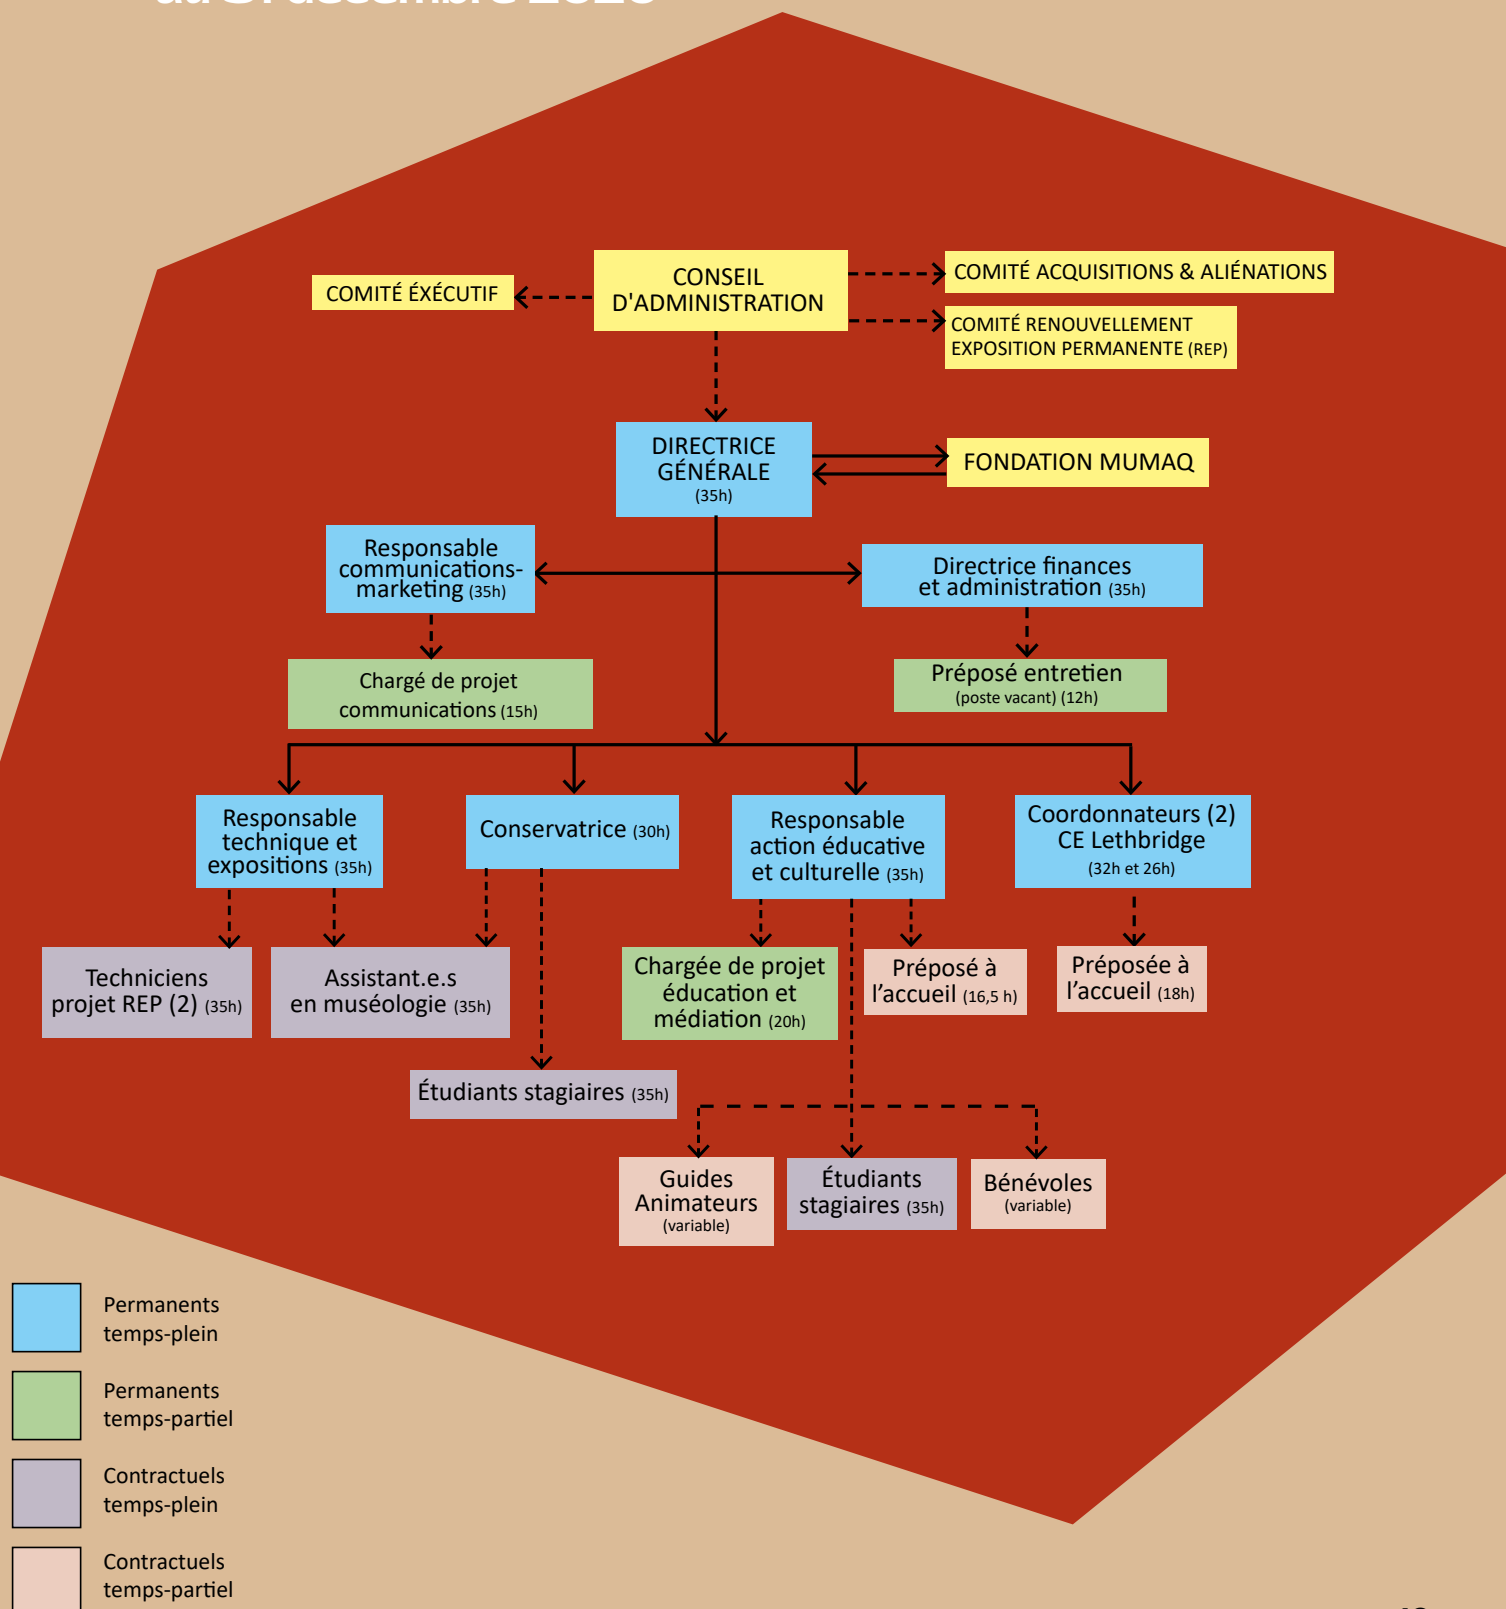 CONSEIL
D'ADMINISTRATION
COMITÉ ÉXÉCUTIF
COMITÉ ACQUISITIONS & ALIÉNATIONS
COMITÉ RENOUVELLEMENT
EXPOSITION PERMANENTE (REP)
DIRECTRICE
GÉNÉRALE
(35h)
FONDATION MUMAQ
Responsable
communications-
marketing (35h)
Directrice finances
et administration (35h)
Chargé de projet
communications (15h)
Préposé entretien
(poste vacant) (12h)
Responsable
technique et
expositions (35h)
Conservatrice (30h)
Responsable
action éducative
et culturelle (35h)
Coordonnateurs (2)
CE Lethbridge
(32h et 26h)
Techniciens
projet REP (2) (35h)
Assistant.e.s
en muséologie (35h)
Chargée de projet
éducation et
médiation (20h)
Préposé à
l’accueil (16,5 h)
Préposée à
l’accueil (18h)
Étudiants stagiaires (35h)
Guides
Animateurs
(variable)
Étudiants
stagiaires (35h)
Bénévoles
(variable)
Permanents
temps-plein
Permanents
temps-partiel
Contractuels
temps-plein
Contractuels
temps-partiel